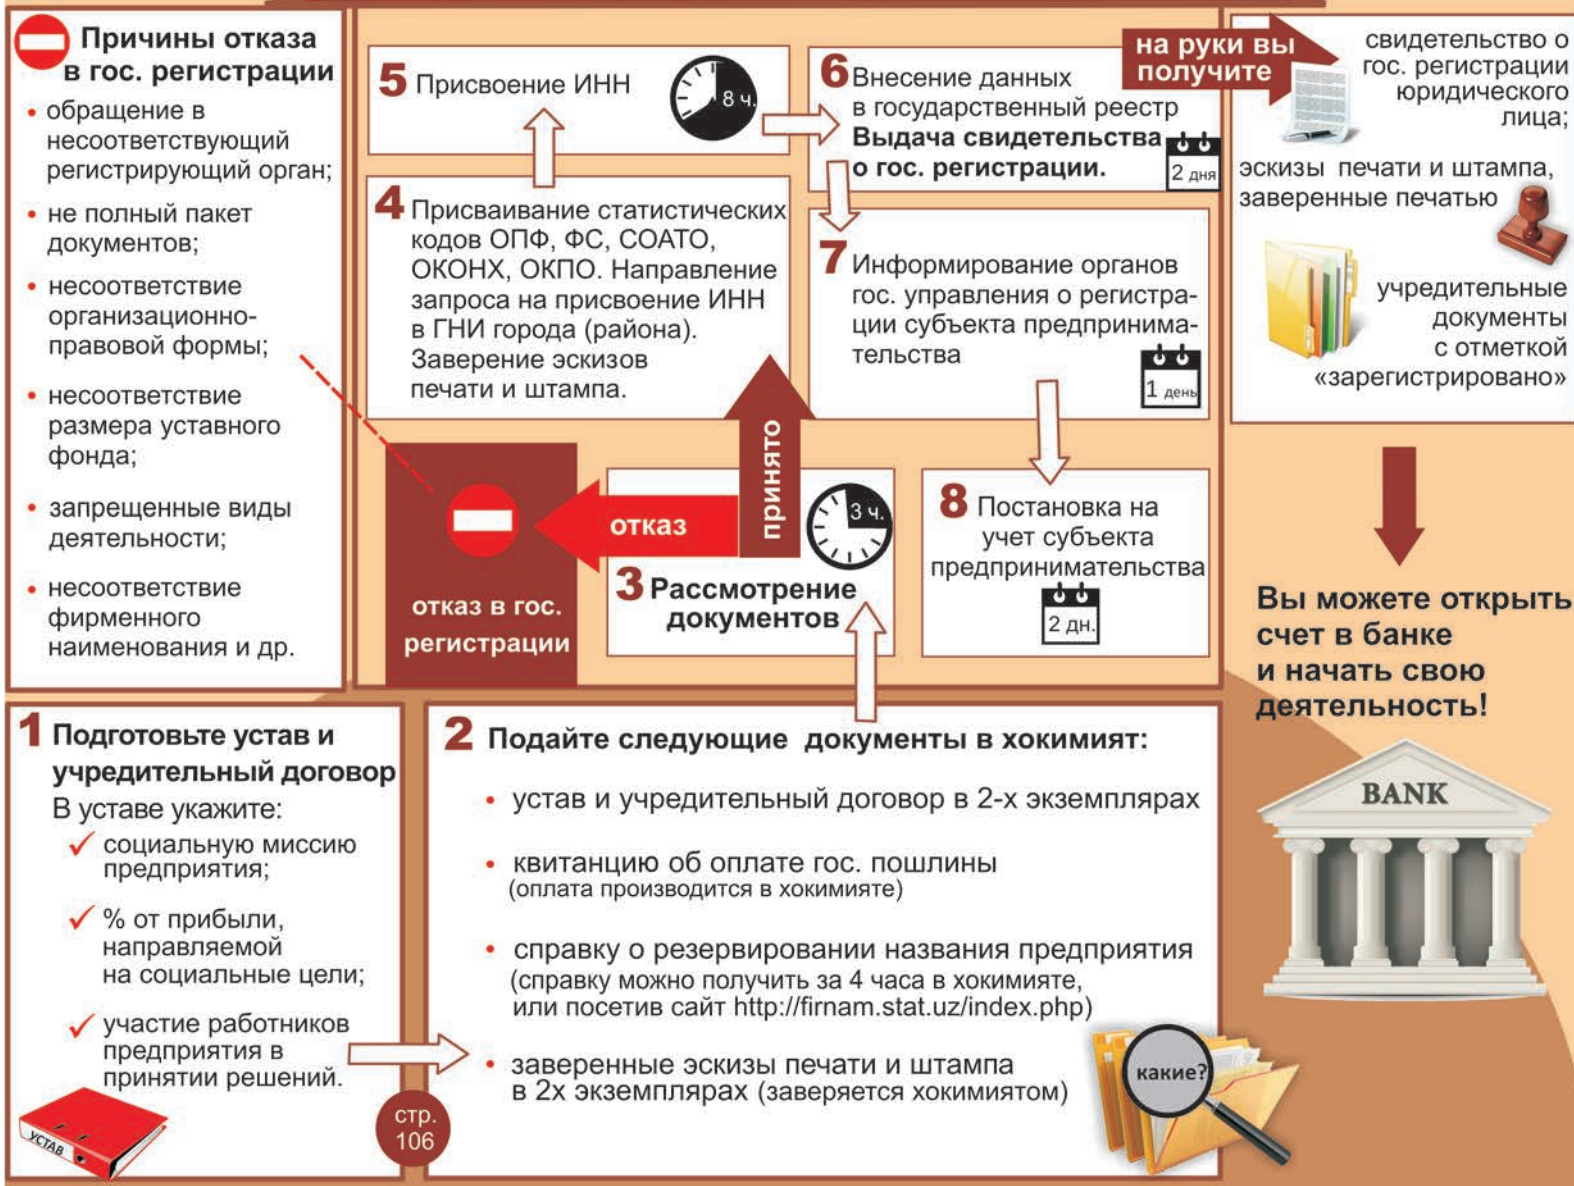 Причины отказа
в гос. регистрации
• обращение в
несоответствующий
регистрирующий орган;
• не полный пакет
документов;
• несоответствие
организационно-
правовой формы;
• несоответствие
размера уставного
фонда;
• запрещенные виды
деятельности;
• несоответствие
фирменного
наименования и др.
5 Присвоение ИНН
8 ч.
6 Внесение данных
в государственный реестр
Выдача свидетельства
о гос. регистрации.
2 дня
на руки вы
получите
свидетельство о
гос. регистрации
юридического
лица;
эскизы печати и штампа,
заверенные печатью
учредительные
документы
с отметкой
«зарегистрировано»
4 Присваивание статистических
кодов ОПФ, ФС, СОАТО,
ОКОНХ, ОКПО. Направление
запроса на присвоение ИНН
в ГНИ города (района).
Заверение эскизов
печати и штампа.
7 Информирование органов
гос. управления о регистра-
ции субъекта предпринима-
тельства
1 день
принято
отказ
3 ч.
3 Рассмотрение
документов
отказ в гос.
регистрации
8 Постановка на
учет субъекта
предпринимательства
2 дн.
Вы можете открыть
счет в банке
и начать свою
деятельность!
BANK
1 Подготовьте устав и
учредительный договор
В уставе укажите:
✓ социальную миссию
предприятия;
✓ % от прибыли,
направляемой
на социальные цели;
✓ участие работников
предприятия в
принятии решений.
УСТАВ
стр.
106
2 Подайте следующие документы в хокимият:
• устав и учредительный договор в 2-х экземплярах
• квитанцию об оплате гос. пошлины
(оплата производится в хокимияте)
• справку о резервировании названия предприятия
(справку можно получить за 4 часа в хокимияте,
или посетив сайт http://firnam.stat.uz/index.php)
• заверенные эскизы печати и штампа
в 2х экземплярах (заверяется хокимиятом)
какие?